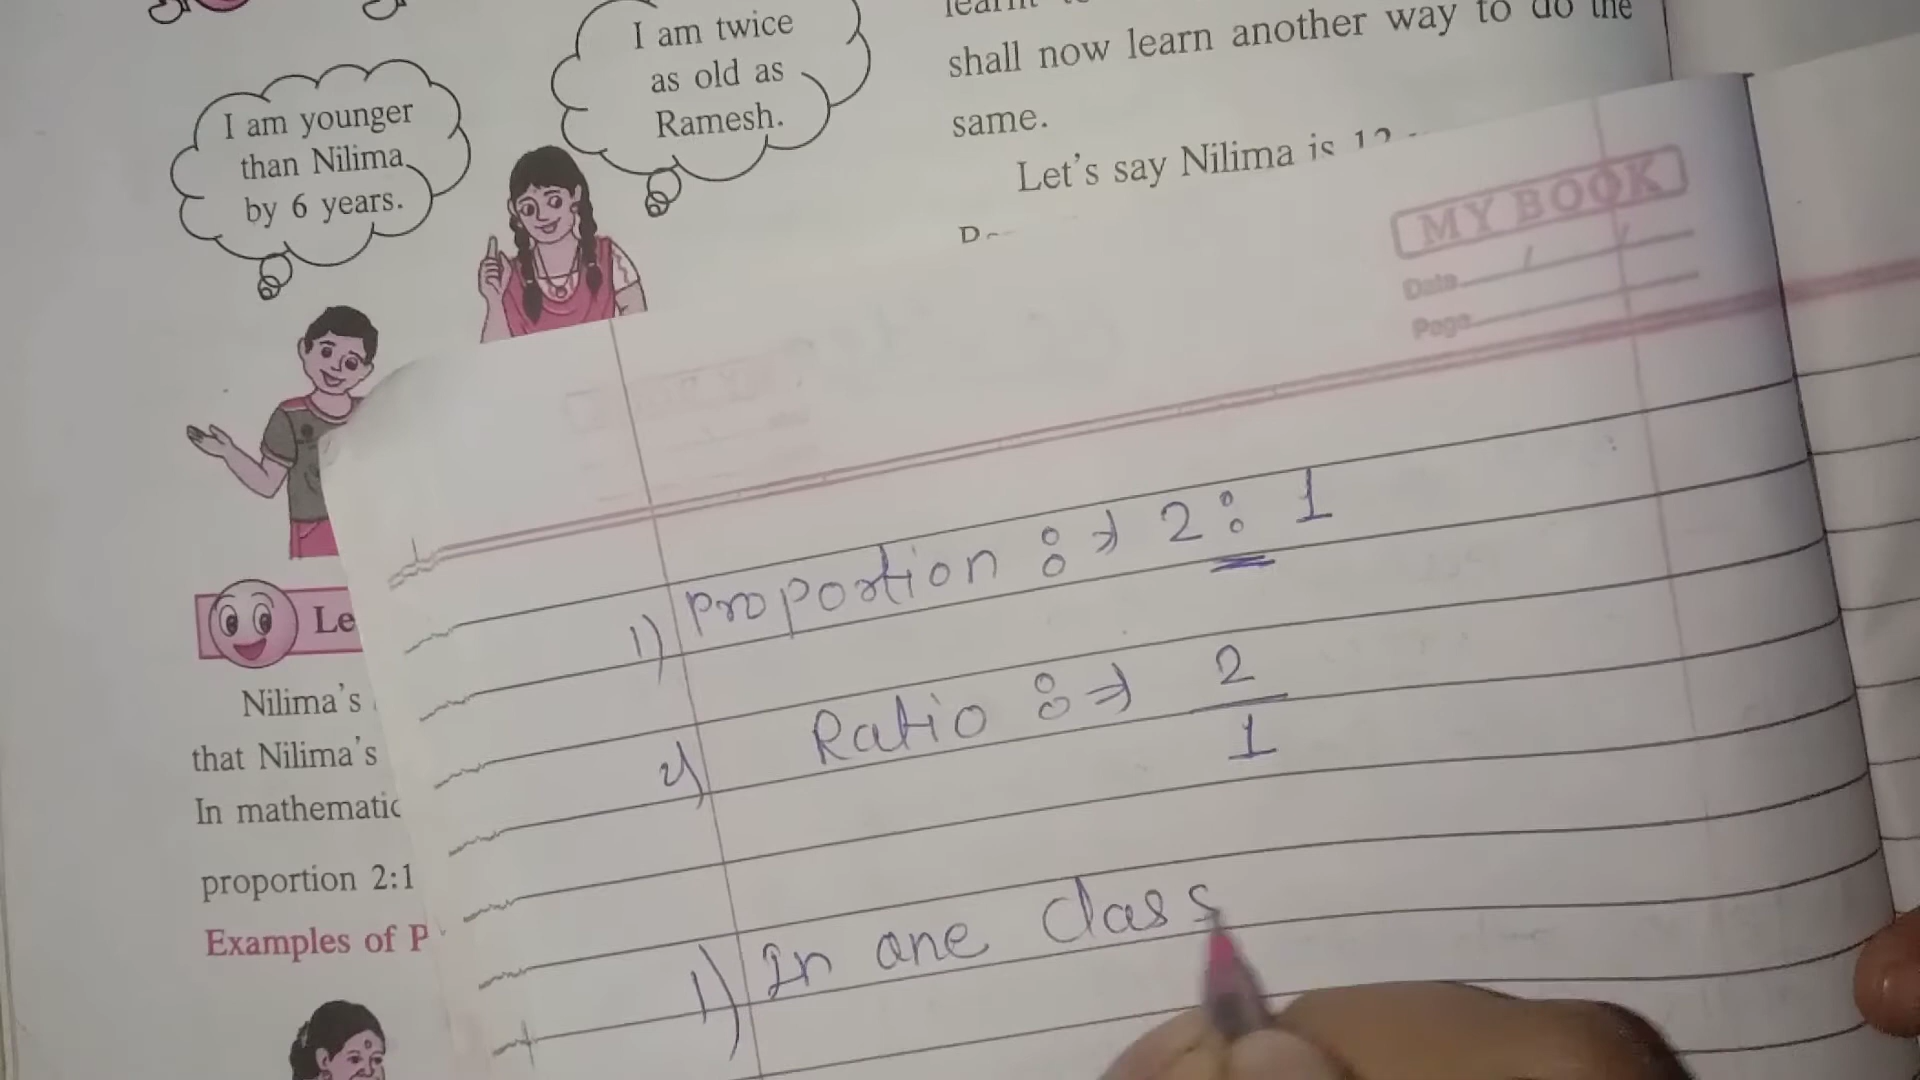 I am twice
as old as
Ramesh.
I am younger
than Nilima
by 6 years.
shall now learn another way to do the
same.
Let's say Nilima is 12
MY BOOK
Date
Page
1) Proportion : ⇒ 2 : 1
2) Ratio : ⇒ 2
1
1) In one class
Le
Nilima's
that Nilima's
In mathematic
proportion 2:1
Examples of P